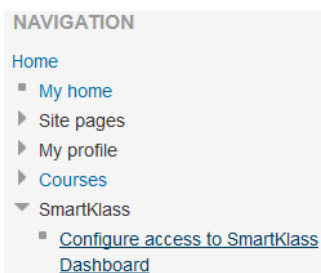 NAVIGATION
Home
My home
Site pages
My profile
Courses
SmartKlass
Configure access to SmartKlass
Dashboard